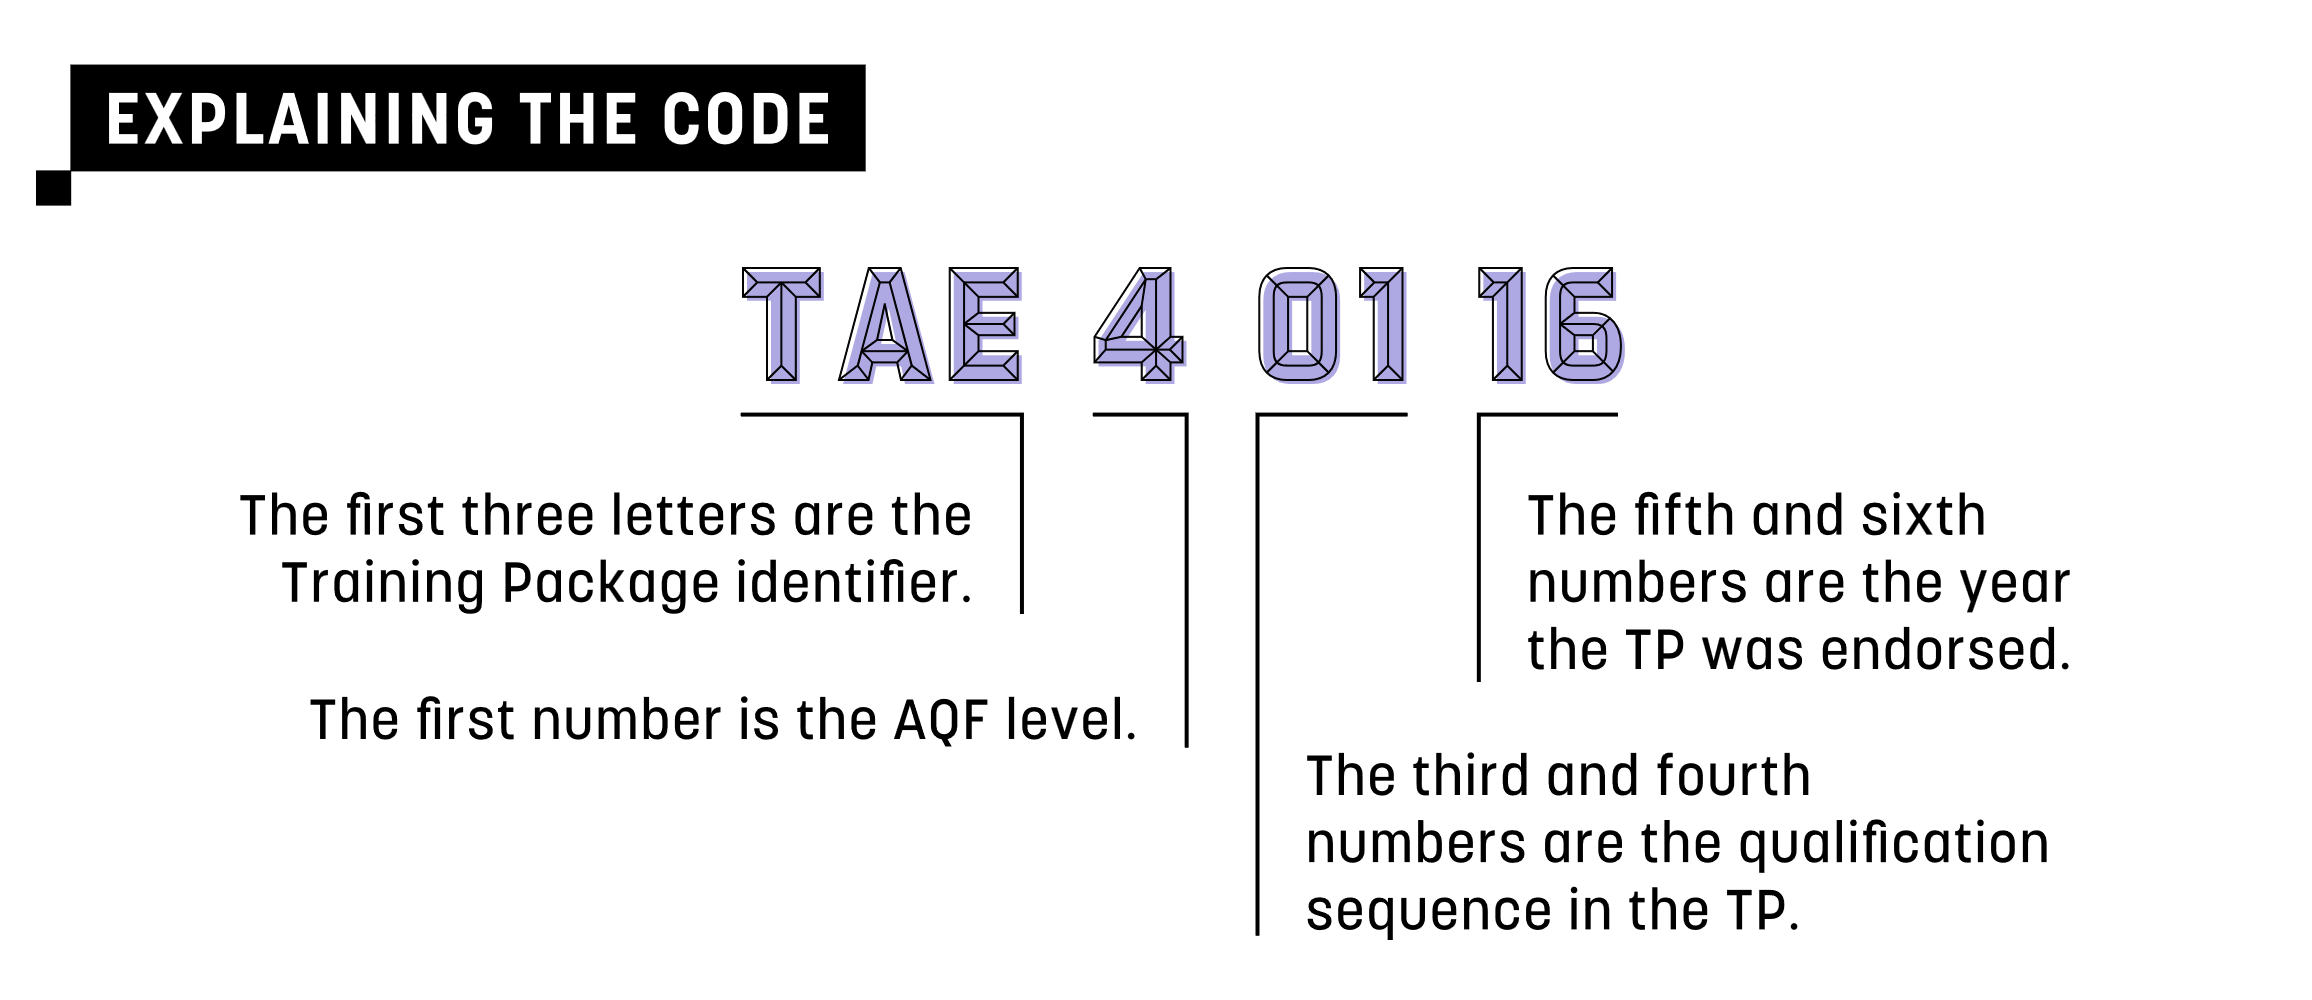 EXPLAINING THE CODE
TAE 4 01 16
The first three letters are the
Training Package identifier.
The first number is the AQF level.
The fifth and sixth
numbers are the year
the TP was endorsed.
The third and fourth
numbers are the qualification
sequence in the TP.